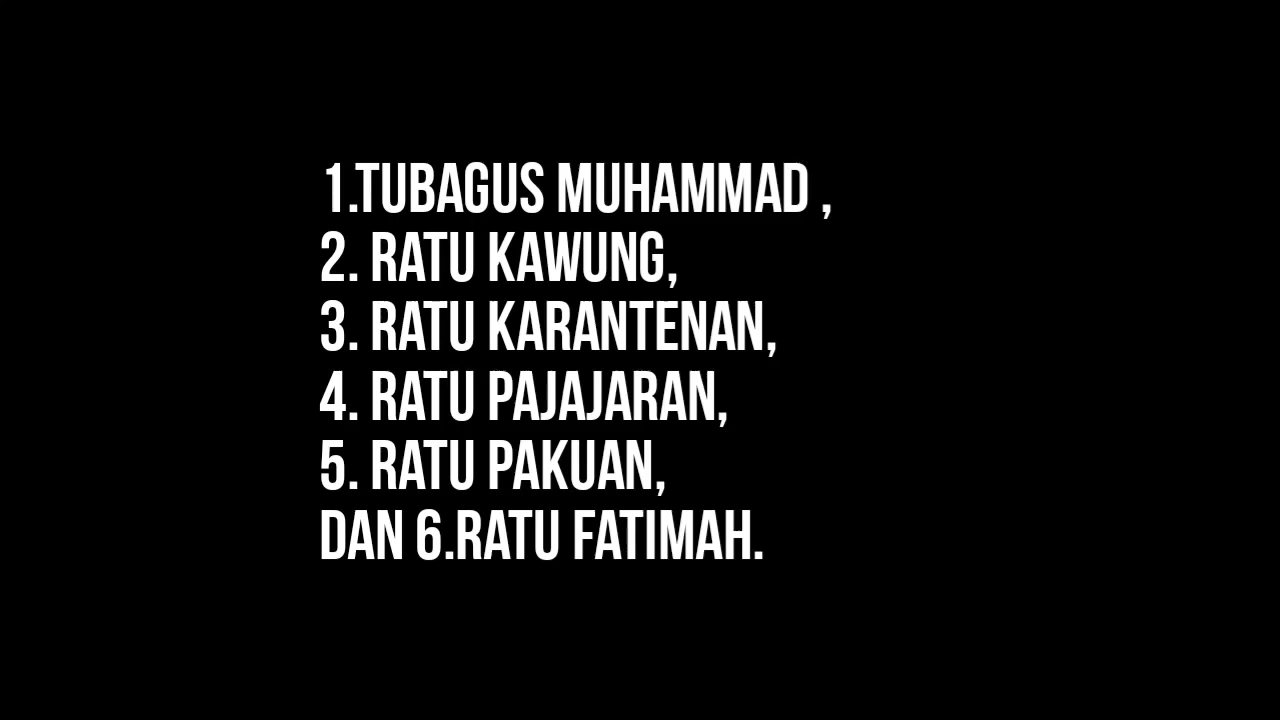 1.TUBAGUS MUHAMMAD ,
2. RATU KAWUNG,
3. RATU KARANTENAN,
4. RATU PAJAJARAN,
5. RATU PAKUAN,
DAN 6.RATU FATIMAH.